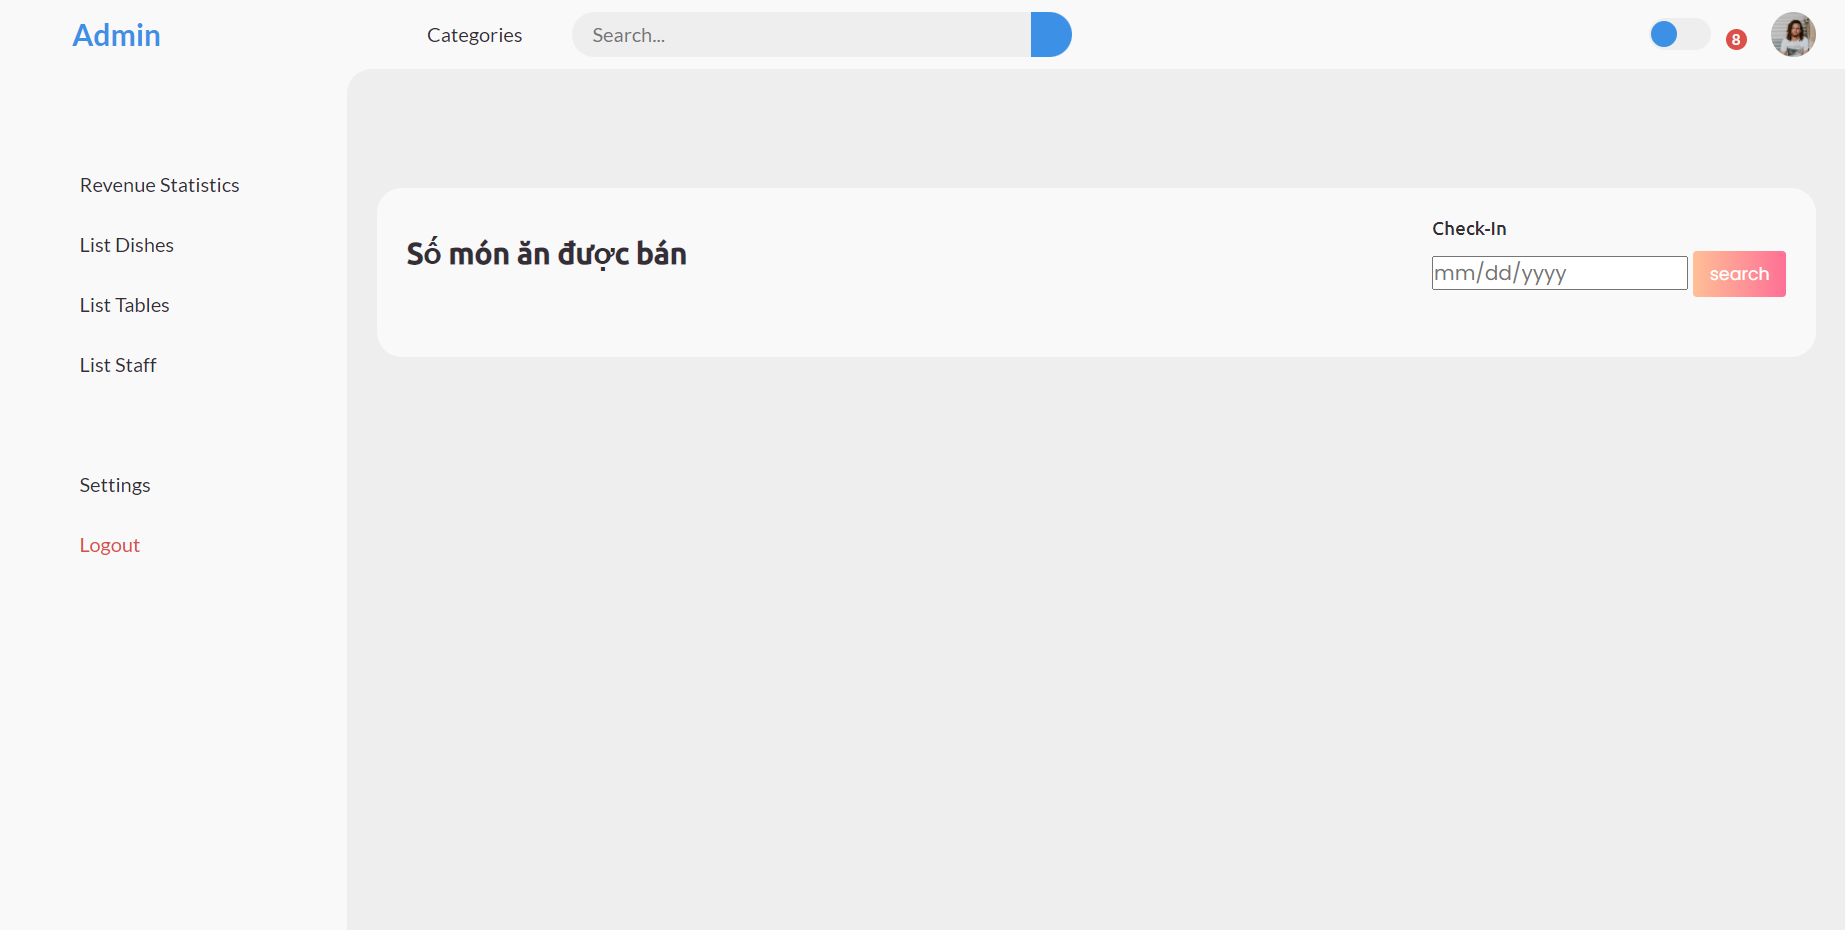 Admin
Categories
Search...
8
Revenue Statistics
List Dishes
List Tables
List Staff
Settings
Logout
Số món ăn được bán
Check-In
mm/dd/yyyy
search